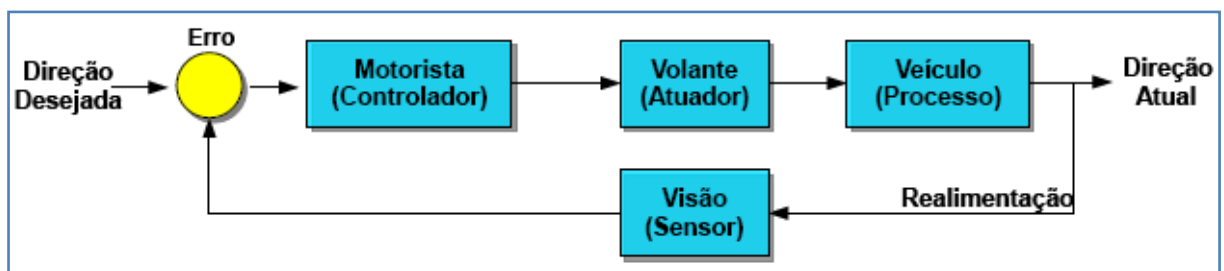 Erro
Direção
Desejada
Motorista
(Controlador)
Volante
(Atuador)
Veículo
(Processo)
Direção
Atual
Visão
(Sensor)
Realimentação